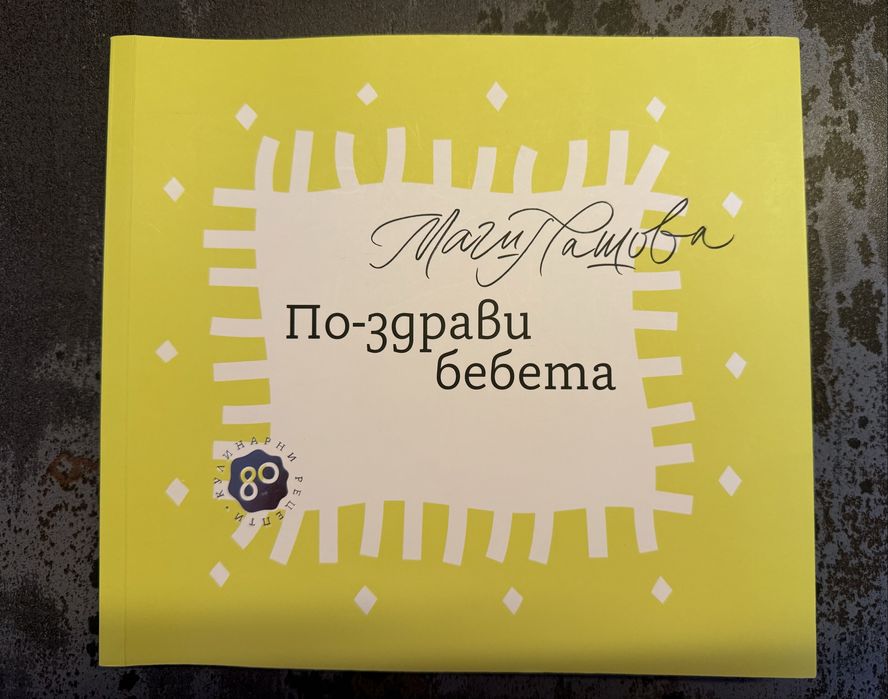 Маги Пашова
По-здрави
бебета
80
КУЛИНАРНИ РЕЦЕПТИ •